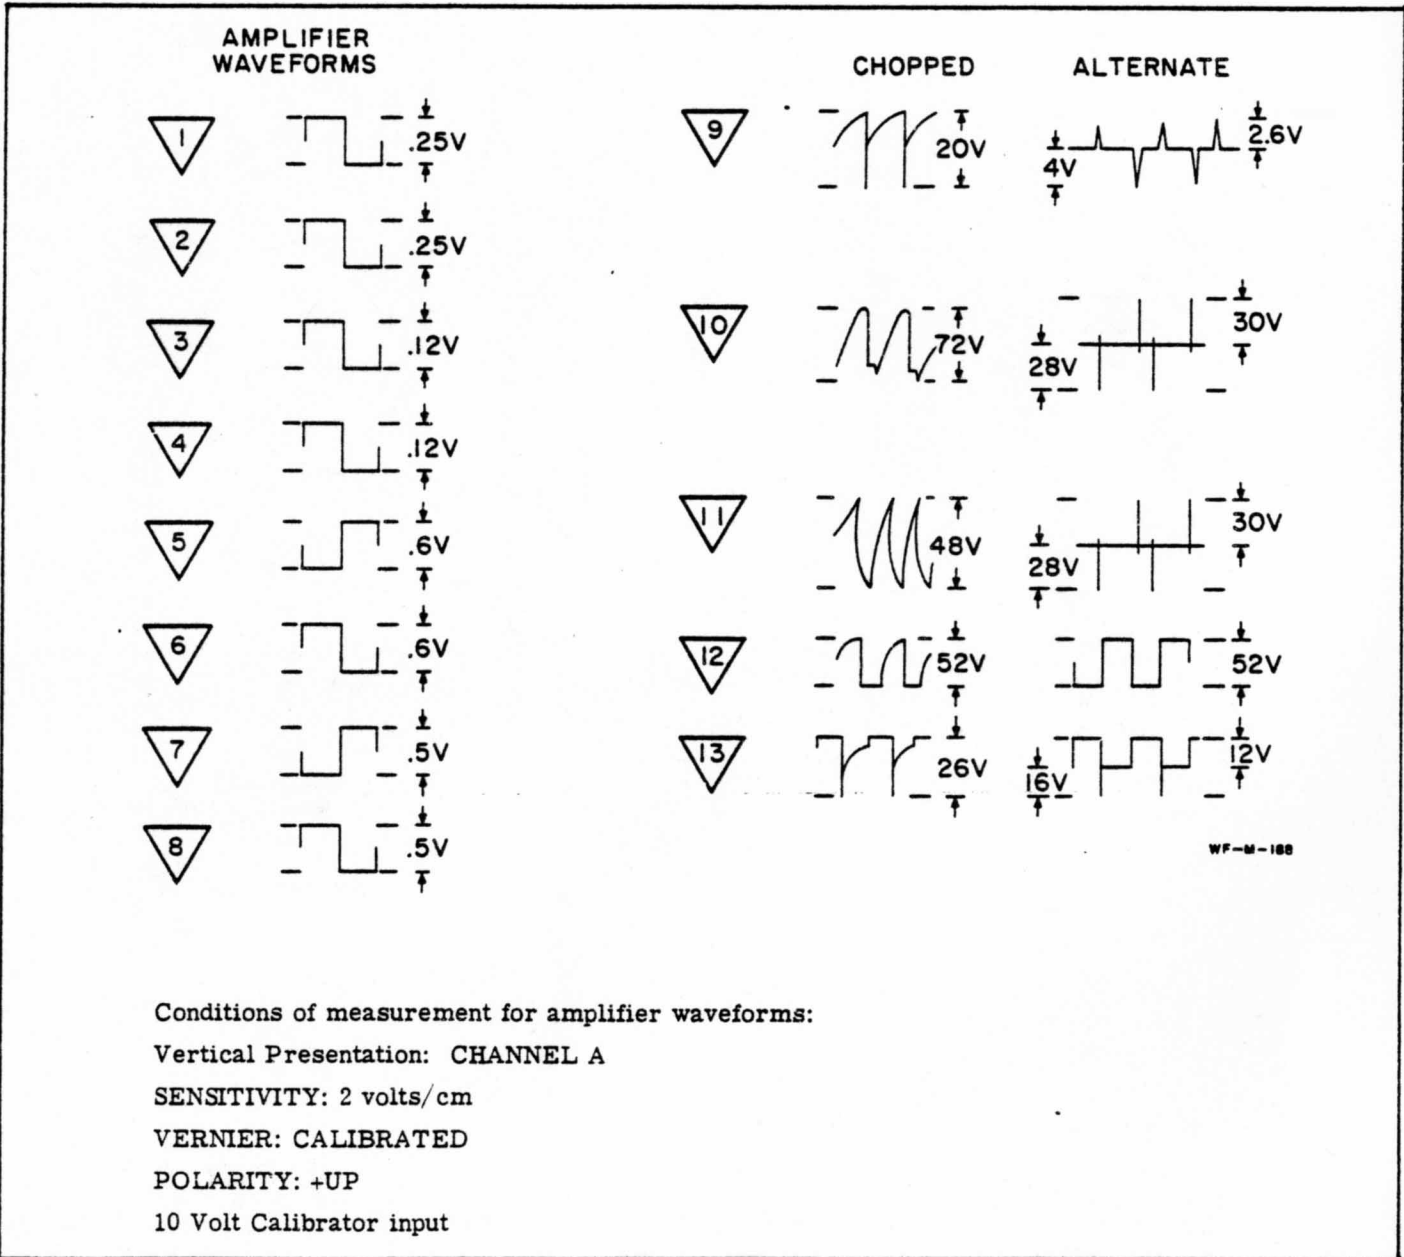 AMPLIFIER
WAVEFORMS
1
.25V
2
.25V
3
.12V
4
.12V
5
.6V
6
.6V
7
.5V
8
.5V
CHOPPED ALTERNATE
9
20V
4V
2.6V
10
72V
28V
30V
11
48V
28V
30V
12
52V
52V
13
26V
16V
12V
WF-M-188
Conditions of measurement for amplifier waveforms:
Vertical Presentation: CHANNEL A
SENSITIVITY: 2 volts/cm
VERNIER: CALIBRATED
POLARITY: +UP
10 Volt Calibrator input